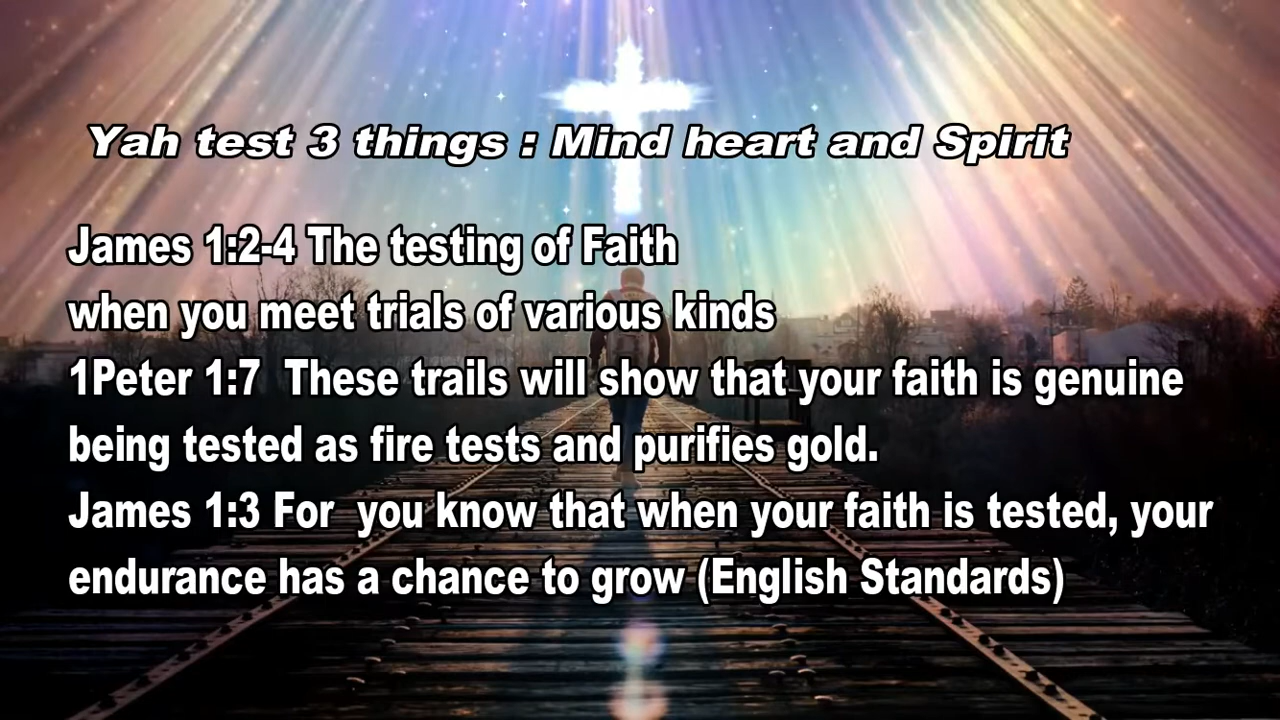 Yah test 3 things : Mind heart and Spirit
James 1:2-4 The testing of Faith
when you meet trials of various kinds
1Peter 1:7  These trails will show that your faith is genuine
being tested as fire tests and purifies gold.
James 1:3 For  you know that when your faith is tested, your
endurance has a chance to grow (English Standards)